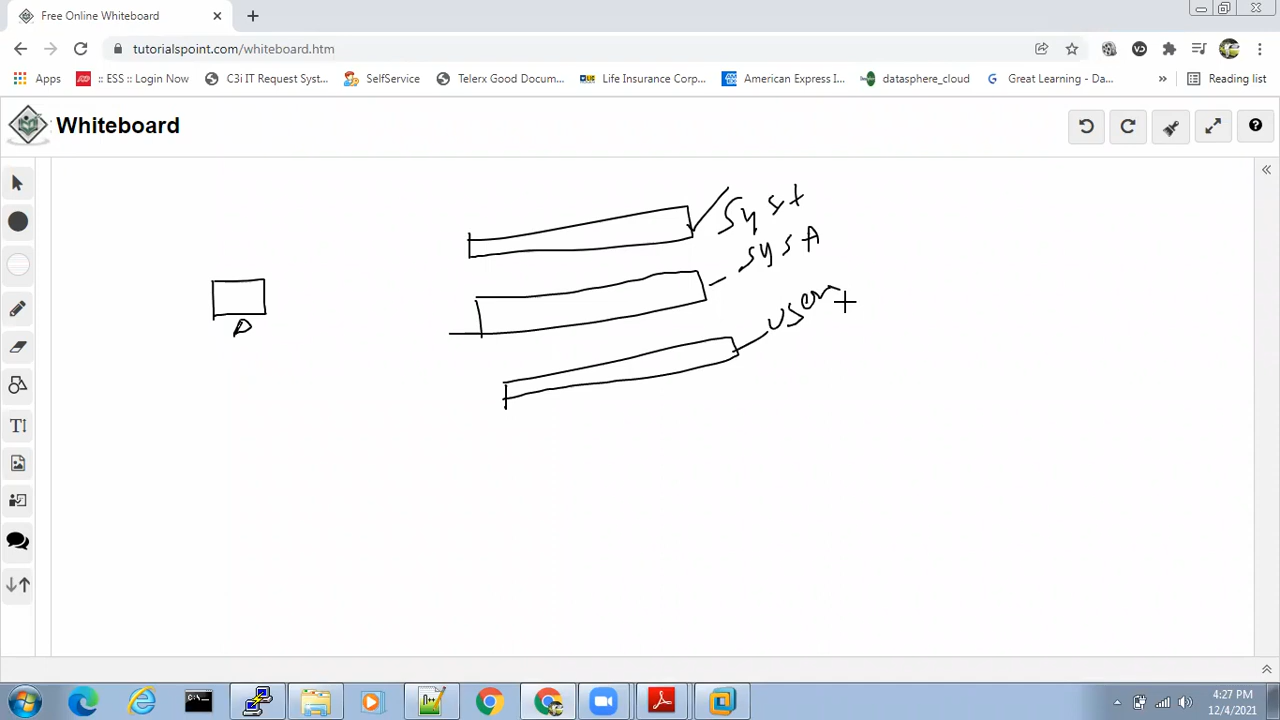 Free Online Whiteboard
tutorialspoint.com/whiteboard.htm
Apps
:: ESS :: Login Now
C3i IT Request Syst...
SelfService
Telerx Good Docum...
Life Insurance Corp...
American Express I...
datasphere_cloud
Great Learning - Da...
»
Reading list
Whiteboard
Syst
SysA
D
user
4:27 PM
12/4/2021